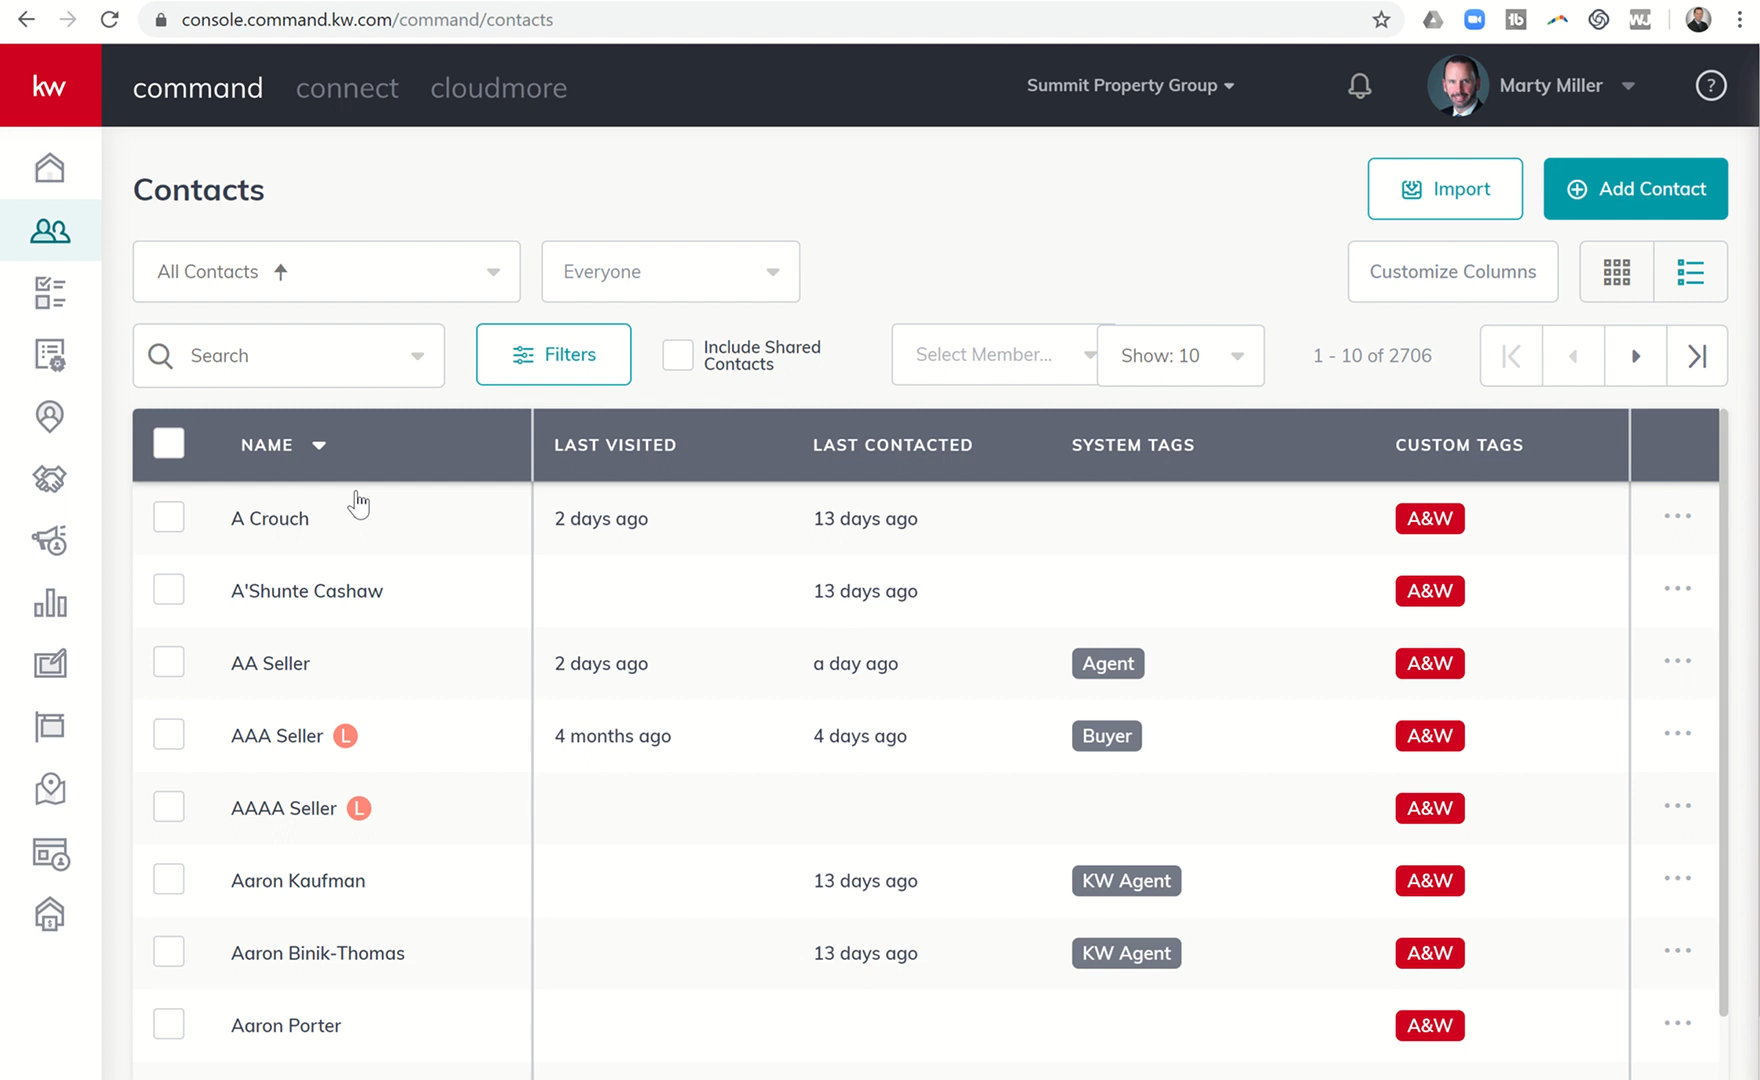 console.command.kw.com/command/contacts
kw command connect cloudmore Summit Property Group Marty Miller ?
Contacts
Import
Add Contact
All Contacts
Everyone
Customize Columns
Search
Filters
Include Shared
Contacts
Select Member...
Show: 10
1 - 10 of 2706
NAME LAST VISITED LAST CONTACTED SYSTEM TAGS CUSTOM TAGS
A Crouch 2 days ago 13 days ago A&W
A'Shunte Cashaw 13 days ago A&W
AA Seller 2 days ago a day ago Agent A&W
AAA Seller L 4 months ago 4 days ago Buyer A&W
AAAA Seller L A&W
Aaron Kaufman 13 days ago KW Agent A&W
Aaron Binik-Thomas 13 days ago KW Agent A&W
Aaron Porter A&W